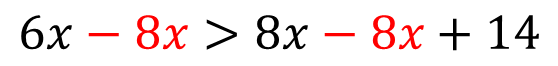 6x − 8x > 8x − 8x + 14